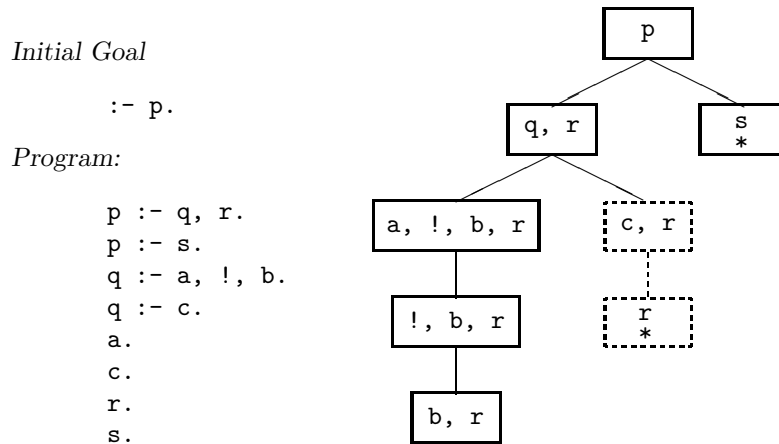 Initial Goal
:- p.
Program:
p :- q, r.
p :- s.
q :- a, !, b.
q :- c.
a.
c.
r.
s.
p
q, r
s
*
a, !, b, r
c, r
!, b, r
r
*
b, r